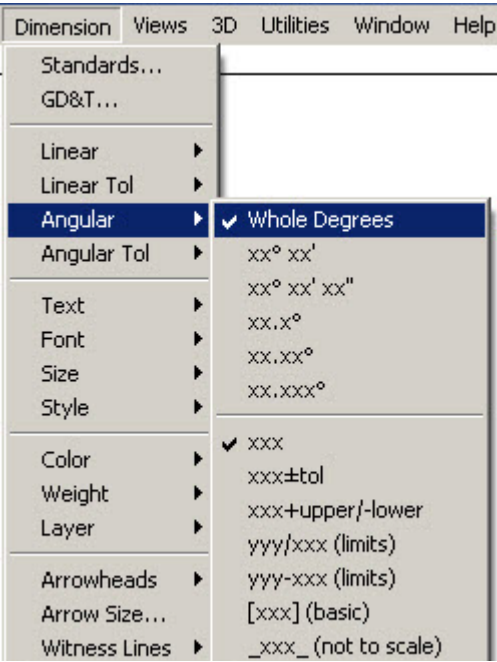 Dimension Views 3D Utilities Window Help
Standards...
GD&T...
Linear
Linear Tol
Angular
Angular Tol
Text
Font
Size
Style
Color
Weight
Layer
Arrowheads
Arrow Size...
Witness Lines
Whole Degrees
xx° xx'
xx° xx' xx"
xx.x°
xx.xx°
xx.xxx°
xxx
xxx±tol
xxx+upper/-lower
yyy/xxx (limits)
yyy-xxx (limits)
[xxx] (basic)
_xxx_ (not to scale)